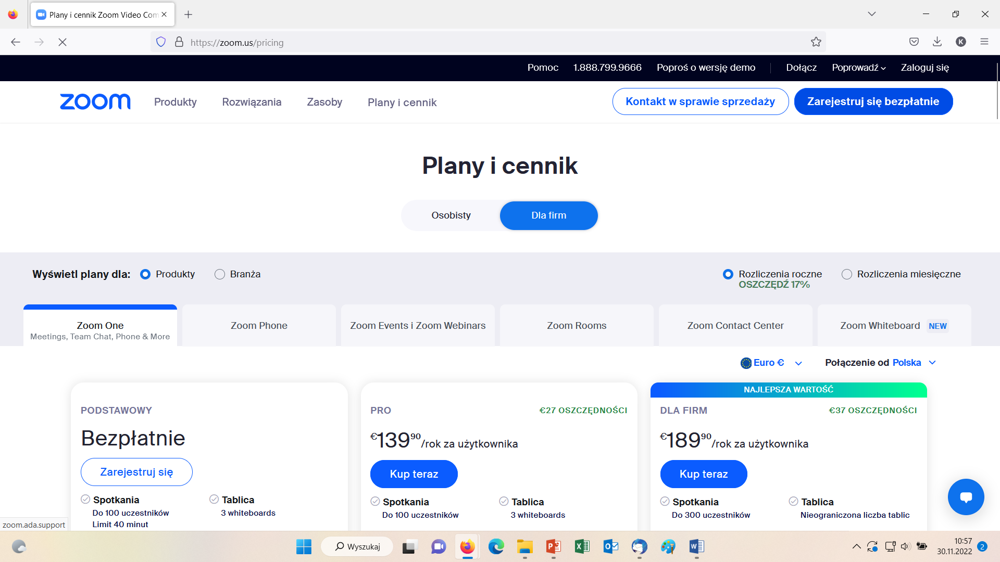 Plany i cennik Zoom Video Com
https://zoom.us/pricing
K
Pomoc 1.888.799.9666 Poproś o wersję demo Dołącz Poprowadź Zaloguj się
zoom Produkty Rozwiązania Zasoby Plany i cennik Kontakt w sprawie sprzedaży Zarejestruj się bezpłatnie
Plany i cennik
Osobisty Dla firm
Wyświetl plany dla: Produkty Branża Rozliczenia roczne Rozliczenia miesięczne
OSZCZĘDŹ 17%
Zoom One Zoom Phone Zoom Events i Zoom Webinars Zoom Rooms Zoom Contact Center Zoom Whiteboard NEW
Meetings, Team Chat, Phone & More
Euro € Połączenie od Polska
NAJLEPSZA WARTOŚĆ
PODSTAWOWY PRO €27 OSZCZĘDNOŚCI DLA FIRM €37 OSZCZĘDNOŚCI
Bezpłatnie €13990/rok za użytkownika €18990/rok za użytkownika
Zarejestruj się Kup teraz Kup teraz
Spotkania Tablica Spotkania Tablica Spotkania Tablica
Do 100 uczestników 3 whiteboards Do 100 uczestników 3 whiteboards Do 300 uczestników Nieograniczona liczba tablic
Limit 40 minut
zoom.ada.support
Wyszukaj
10:57
30.11.2022
2